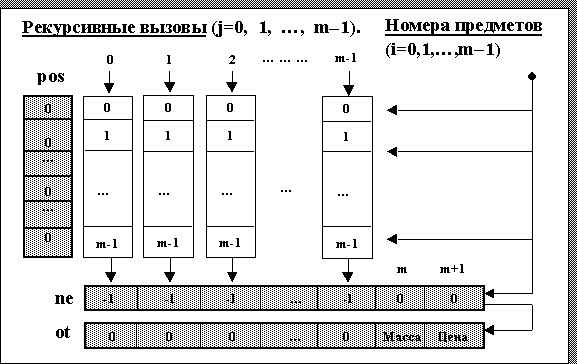 Рекурсивные вызовы (j=0, 1, ..., m–1). Номера предметов
(i=0,1,...,m–1)
0 1 2 ... ... ... m-1
pos
0 0 0 0 0
0 1 1 1 1
...
0 ... ... ... ... ...
...
0 m-1 m-1 m-1 m-1
m m+1
ne -1 -1 -1 ... -1 0 0
ot 0 0 0 ... 0 Масса Цена